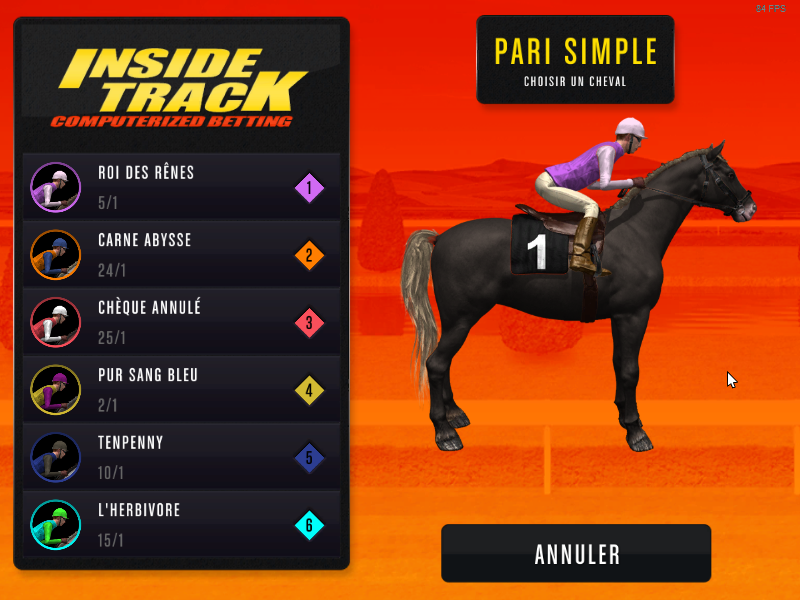 34 FPS
INSIDE
TRACK
COMPUTERIZED BETTING
PARI SIMPLE
CHOISIR UN CHEVAL
ROI DES RÊNES
5/1
1
CARNE ABYSSE
24/1
2
CHÈQUE ANNULÉ
25/1
3
PUR SANG BLEU
2/1
4
TENPENNY
10/1
5
L'HERBIVORE
15/1
6
1
ANNULER